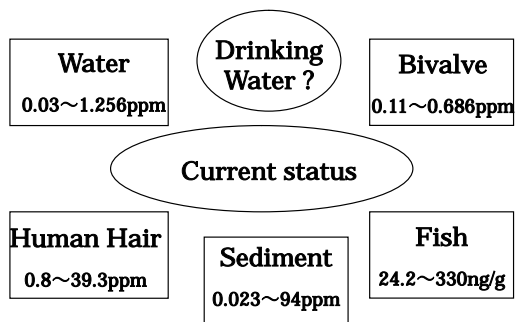 Water
0.03～1.256ppm
Drinking
Water ?
Bivalve
0.11～0.686ppm
Current status
Human Hair
0.8～39.3ppm
Sediment
0.023～94ppm
Fish
24.2～330ng/g